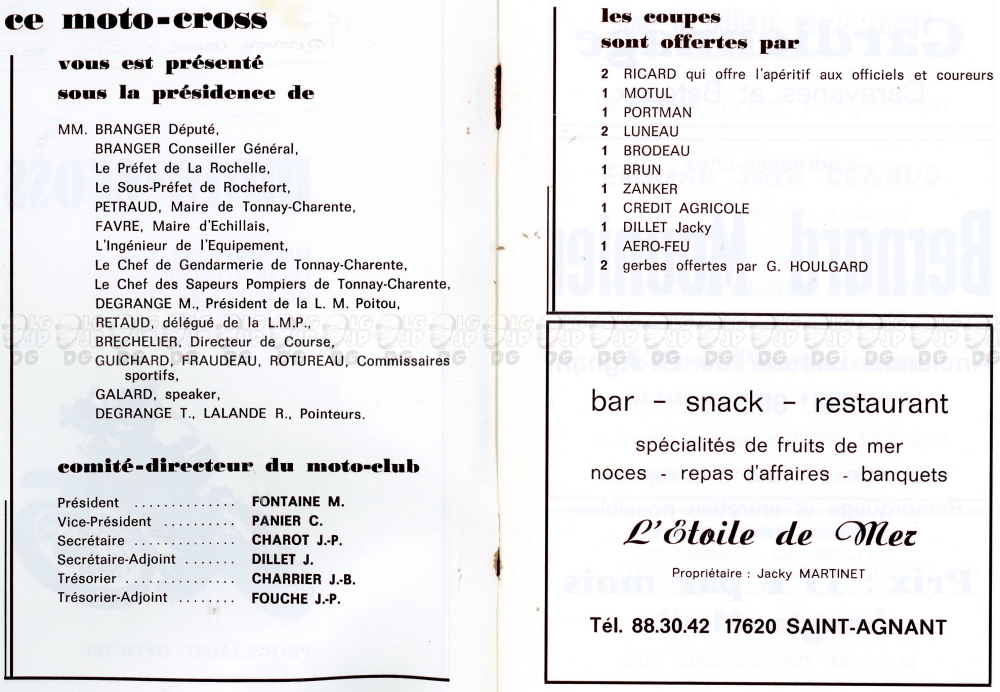 ce moto-cross
vous est présenté
sous la présidence de
MM. BRANGER Député,
BRANGER Conseiller Général,
Le Préfet de La Rochelle,
Le Sous-Préfet de Rochefort,
PETRAUD, Maire de Tonnay-Charente,
FAVRE, Maire d'Echillais,
L'Ingénieur de l'Equipement,
Le Chef de Gendarmerie de Tonnay-Charente,
Le Chef des Sapeurs Pompiers de Tonnay-Charente,
DEGRANGE M., Président de la L. M. Poitou,
RETAUD, délégué de la L.M.P.,
BRECHELIER, Directeur de Course,
GUICHARD, FRAUDEAU, ROTUREAU, Commissaires
sportifs,
GALARD, speaker,
DEGRANGE T., LALANDE R., Pointeurs.
comité-directeur du moto-club
Président .............. FONTAINE M.
Vice-Président .......... PANIER C.
Secrétaire .............. CHAROT J.-P.
Secrétaire-Adjoint ....... DILLET J.
Trésorier ............... CHARRIER J.-B.
Trésorier-Adjoint ........ FOUCHE J.-P.
les coupes
sont offertes par
2 RICARD qui offre l'apéritif aux officiels et coureurs
1 MOTUL
1 PORTMAN
2 LUNEAU
1 BRODEAU
1 BRUN
1 ZANKER
1 CREDIT AGRICOLE
1 DILLET Jacky
1 AERO-FEU
2 gerbes offertes par G. HOULGARD
bar - snack - restaurant
spécialités de fruits de mer
noces - repas d'affaires - banquets
L'Etoile de Mer
Propriétaire : Jacky MARTINET
Tél. 88.30.42 17620 SAINT-AGNANT